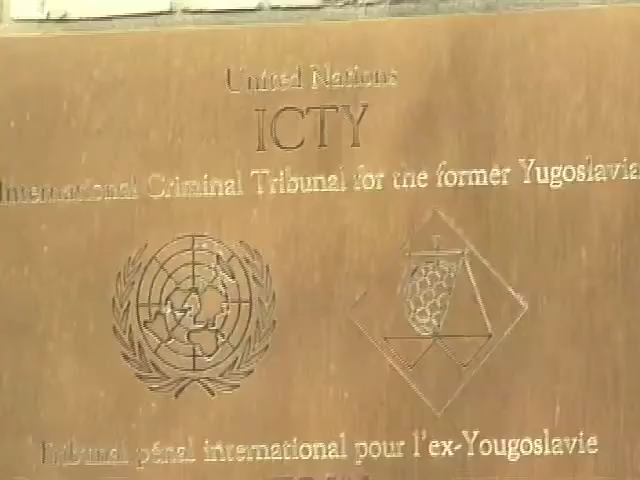 United Nations
ICTY
International Criminal Tribunal for the former Yugoslavia
Tribunal pénal international pour l'ex-Yougoslavie